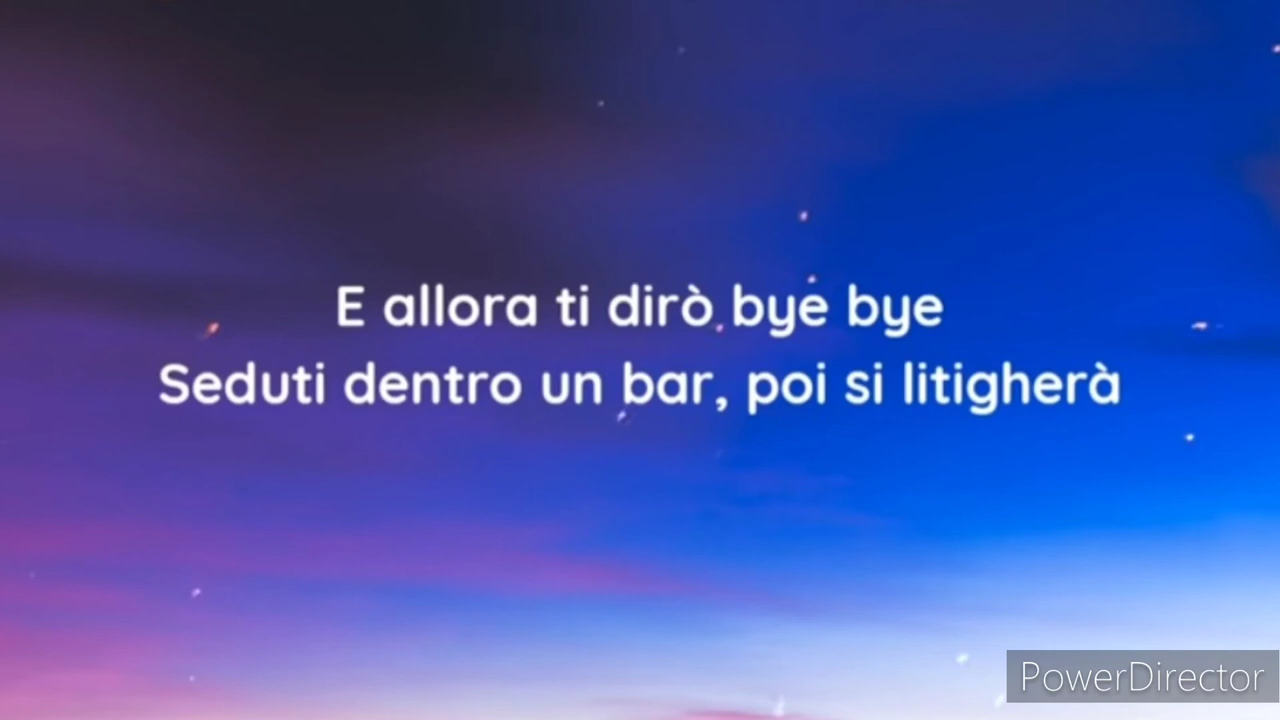 E allora ti dirò bye bye
Seduti dentro un bar, poi si litigherà
PowerDirector